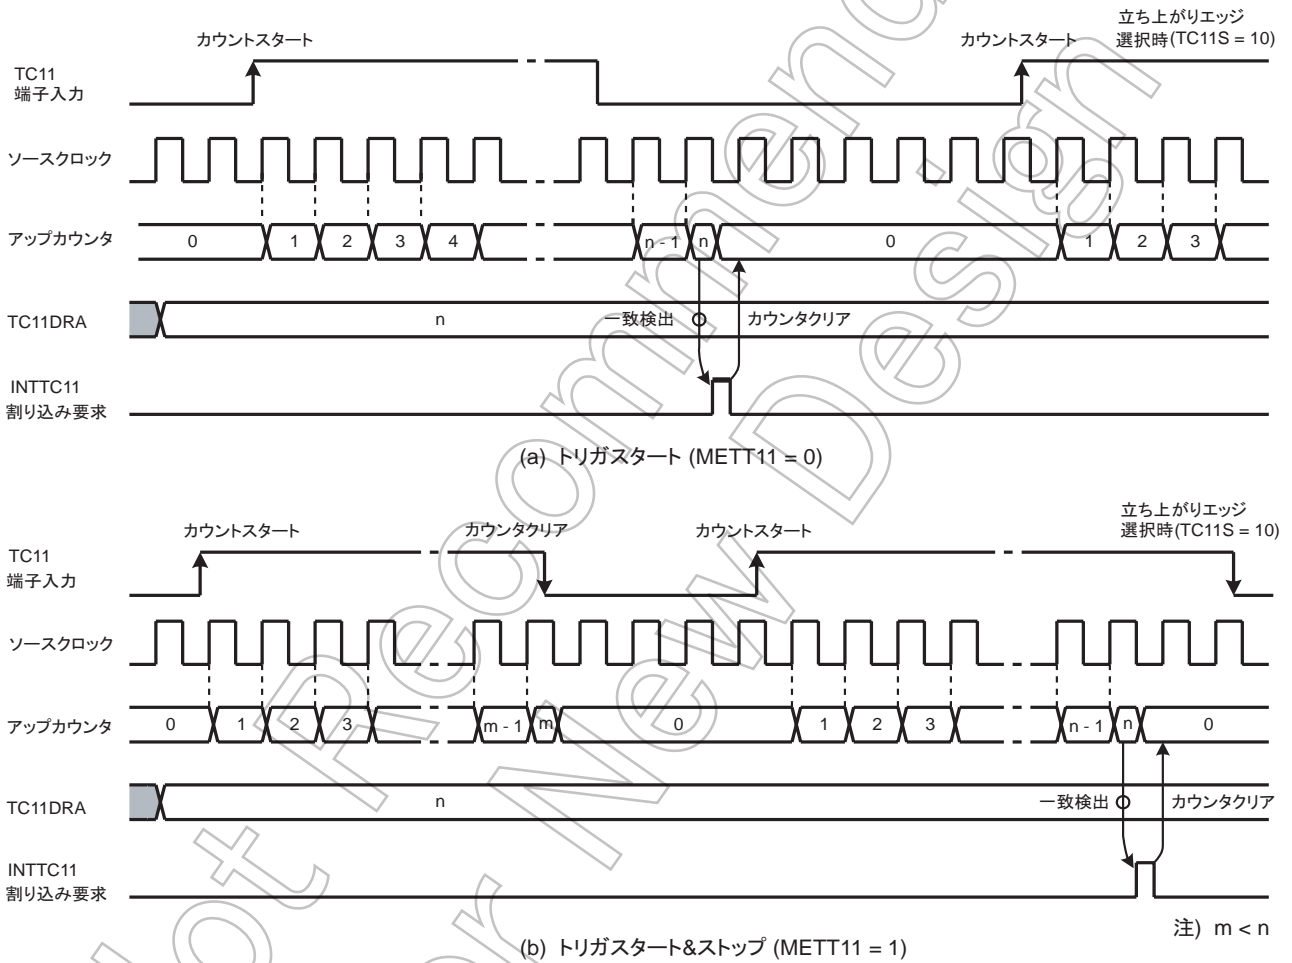 カウントスタート
カウントスタート
立ち上がりエッジ
選択時(TC11S = 10)
TC11
端子入力
ソースクロック
アップカウンタ
0 1 2 3 4 n - 1 n 0 1 2 3
TC11DRA
n
一致検出
カウンタクリア
INTTC11
割り込み要求
(a) トリガスタート (METT11 = 0)
カウントスタート
カウンタクリア
カウントスタート
立ち上がりエッジ
選択時(TC11S = 10)
TC11
端子入力
ソースクロック
アップカウンタ
0 1 2 3 m - 1 m 0 1 2 3 n - 1 n 0
TC11DRA
n
一致検出
カウンタクリア
INTTC11
割り込み要求
注) m < n
(b) トリガスタート&ストップ (METT11 = 1)
Not Recommended
for New Design